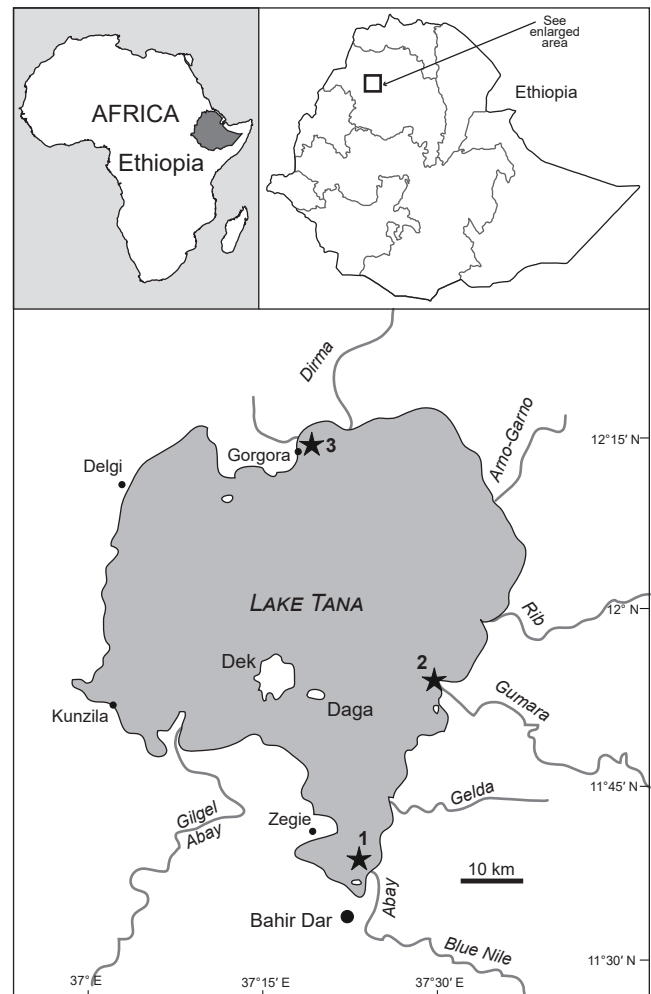 See
enlarged
area
AFRICA
Ethiopia
Ethiopia
Dirma
Arno-Garno
12°15′ N
3
Gorgora
Delgi
LAKE TANA
12° N
Rib
2
Dek
Daga
Gumara
Kunzila
11°45′ N
Gelda
Gilgel
Abay
Zegie
1
10 km
Abay
Bahir Dar
Blue Nile
11°30′ N
37° E
37°15′ E
37°30′ E